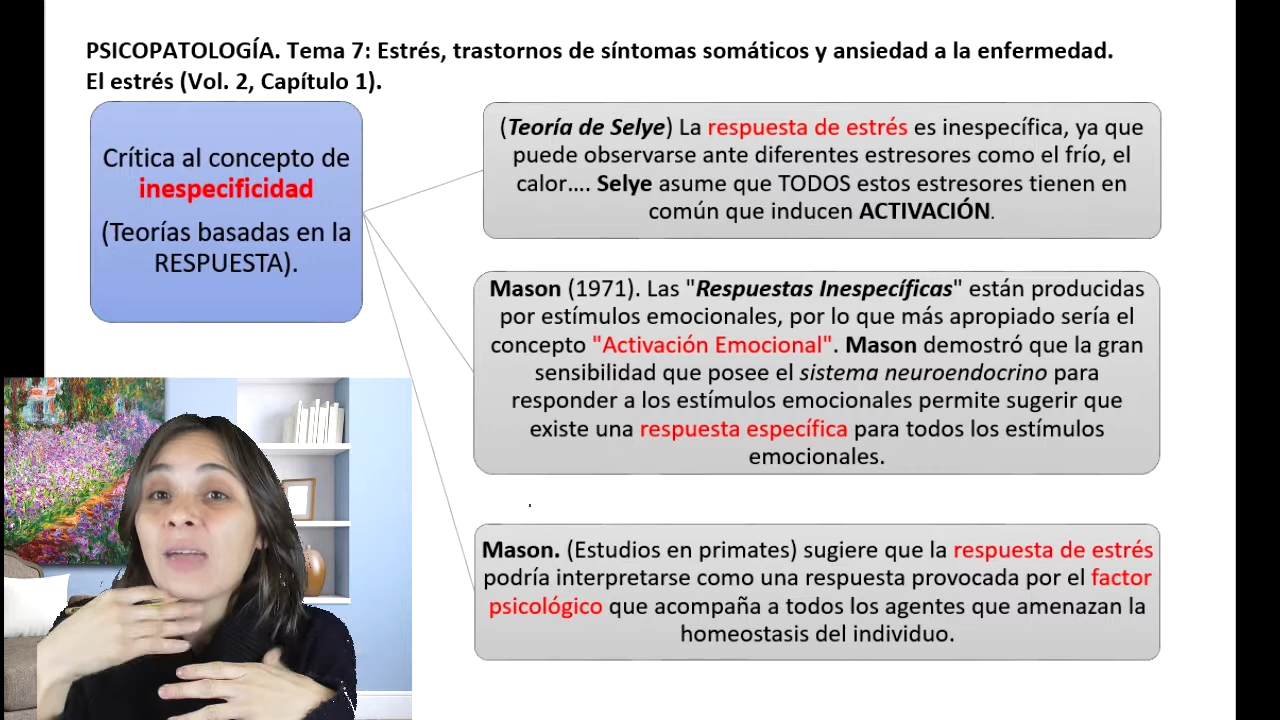 PSICOPATOLOGÍA. Tema 7: Estrés, trastornos de síntomas somáticos y ansiedad a la enfermedad.
El estrés (Vol. 2, Capítulo 1).
Crítica al concepto de
inespecificidad
(Teorías basadas en la
RESPUESTA).
(Teoría de Selye) La respuesta de estrés es inespecífica, ya que
puede observarse ante diferentes estresores como el frío, el
calor…. Selye asume que TODOS estos estresores tienen en
común que inducen ACTIVACIÓN.
Mason (1971). Las "Respuestas Inespecíficas" están producidas
por estímulos emocionales, por lo que más apropiado sería el
concepto "Activación Emocional". Mason demostró que la gran
sensibilidad que posee el sistema neuroendocrino para
responder a los estímulos emocionales permite sugerir que
existe una respuesta específica para todos los estímulos
emocionales.
Mason. (Estudios en primates) sugiere que la respuesta de estrés
podría interpretarse como una respuesta provocada por el factor
psicológico que acompaña a todos los agentes que amenazan la
homeostasis del individuo.